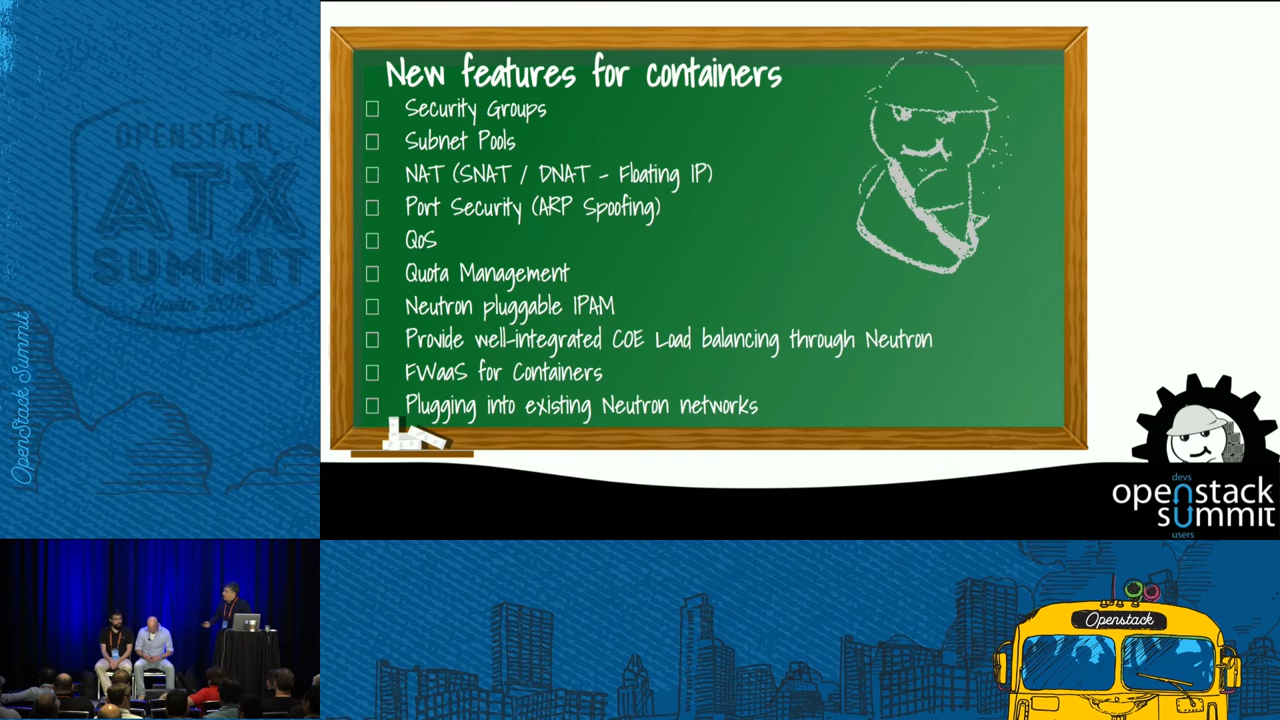 New features for containers
Security Groups
Subnet Pools
NAT (SNAT / DNAT - Floating IP)
Port Security (ARP Spoofing)
QoS
Quota Management
Neutron pluggable IPAM
Provide well-integrated COE Load balancing through Neutron
FWaaS for Containers
Plugging into existing Neutron networks
OPENSTACK
ATX
SUMMIT
Austin 2016
OpenStack Summit
devs
openstack
summit
users
Openstack